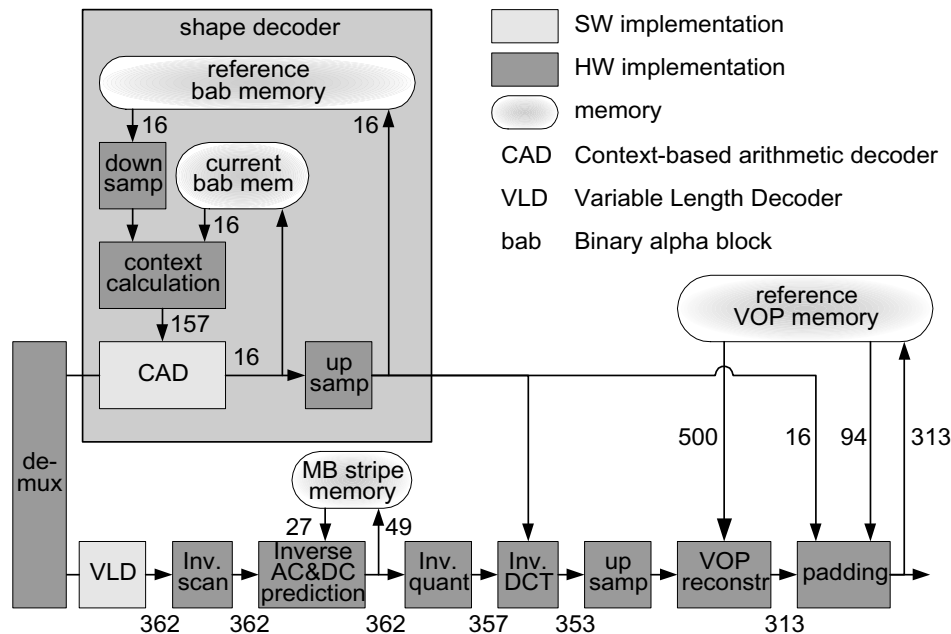 shape decoder
reference
bab memory
16
16
down
samp
current
bab mem
16
context
calculation
157
CAD
16
up
samp
SW implementation
HW implementation
memory
CAD Context-based arithmetic decoder
VLD Variable Length Decoder
bab Binary alpha block
reference
VOP memory
500
16
94
313
de-
mux
MB stripe
memory
27
49
VLD
Inv.
scan
Inverse
AC&DC
prediction
Inv.
quant
Inv.
DCT
up
samp
VOP
reconstr
padding
362
362
362
357
353
313